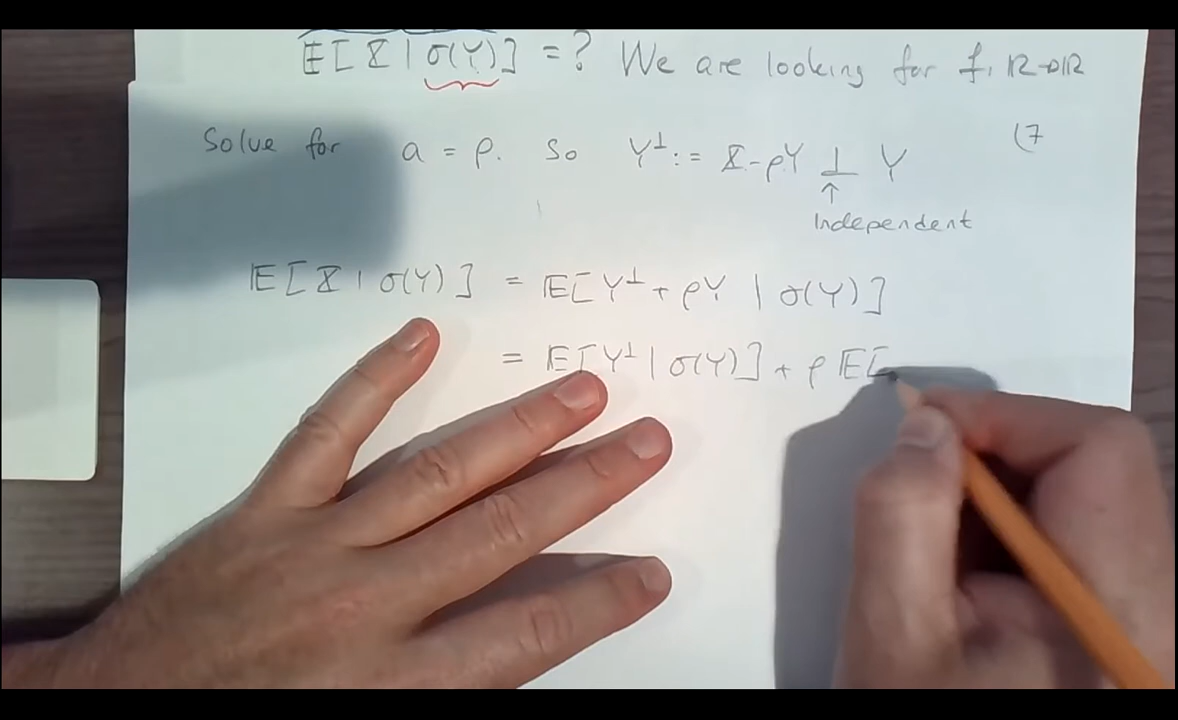 E[X | σ(Y)] = ? We are looking for f: ℝ→ℝ
Solve for a = ρ. So Y^⊥ := X - ρY ⊥ Y (7
↑
Independent
E[X | σ(Y)] = E[Y^⊥ + ρY | σ(Y)]
= E[Y^⊥ | σ(Y)] + ρ E[